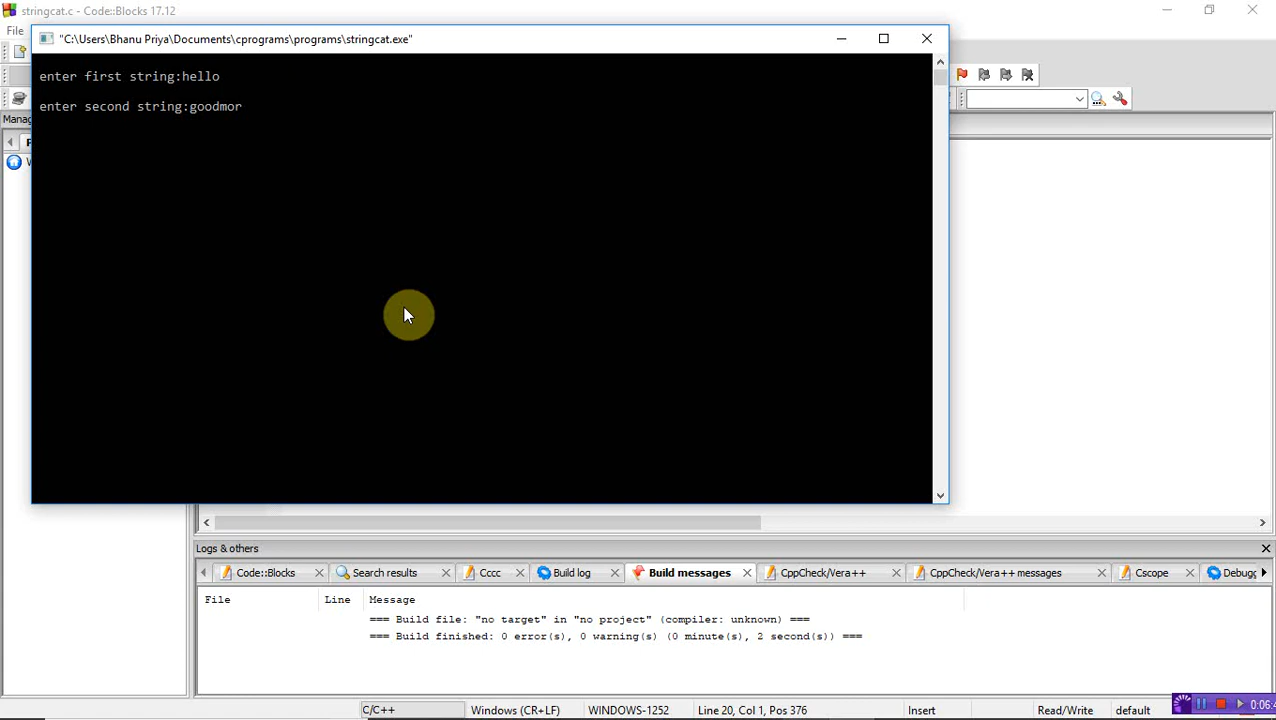 stringcat.c - Code::Blocks 17.12
File
"C:\Users\Bhanu Priya\Documents\cprograms\programs\stringcat.exe"
enter first string:hello
enter second string:goodmor
Logs & others
Code::Blocks
Search results
Cccc
Build log
Build messages
CppCheck/Vera++
CppCheck/Vera++ messages
Cscope
File
Line
Message
=== Build file: "no target" in "no project" (compiler: unknown) ===
=== Build finished: 0 error(s), 0 warning(s) (0 minute(s), 2 second(s)) ===
C/C++
Windows (CR+LF)
WINDOWS-1252
Line 20, Col 1, Pos 376
Insert
Read/Write
default